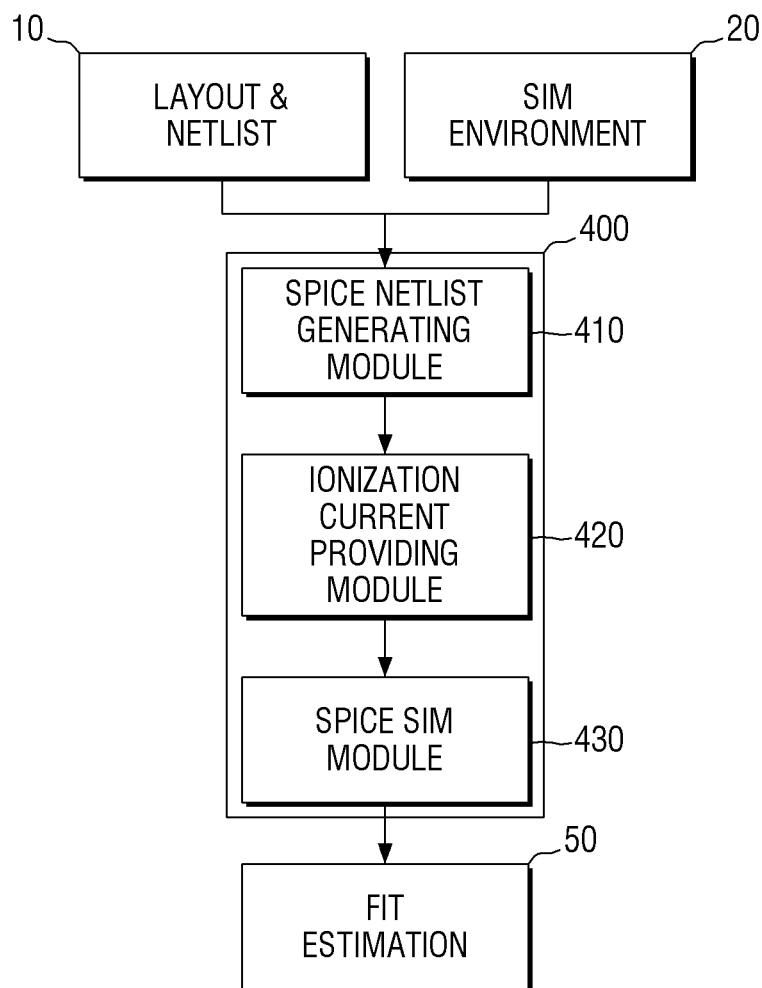 10
20
LAYOUT &
NETLIST
SIM
ENVIRONMENT
400
SPICE NETLIST
GENERATING
MODULE
410
IONIZATION
CURRENT
PROVIDING
MODULE
420
SPICE SIM
MODULE
430
50
FIT
ESTIMATION